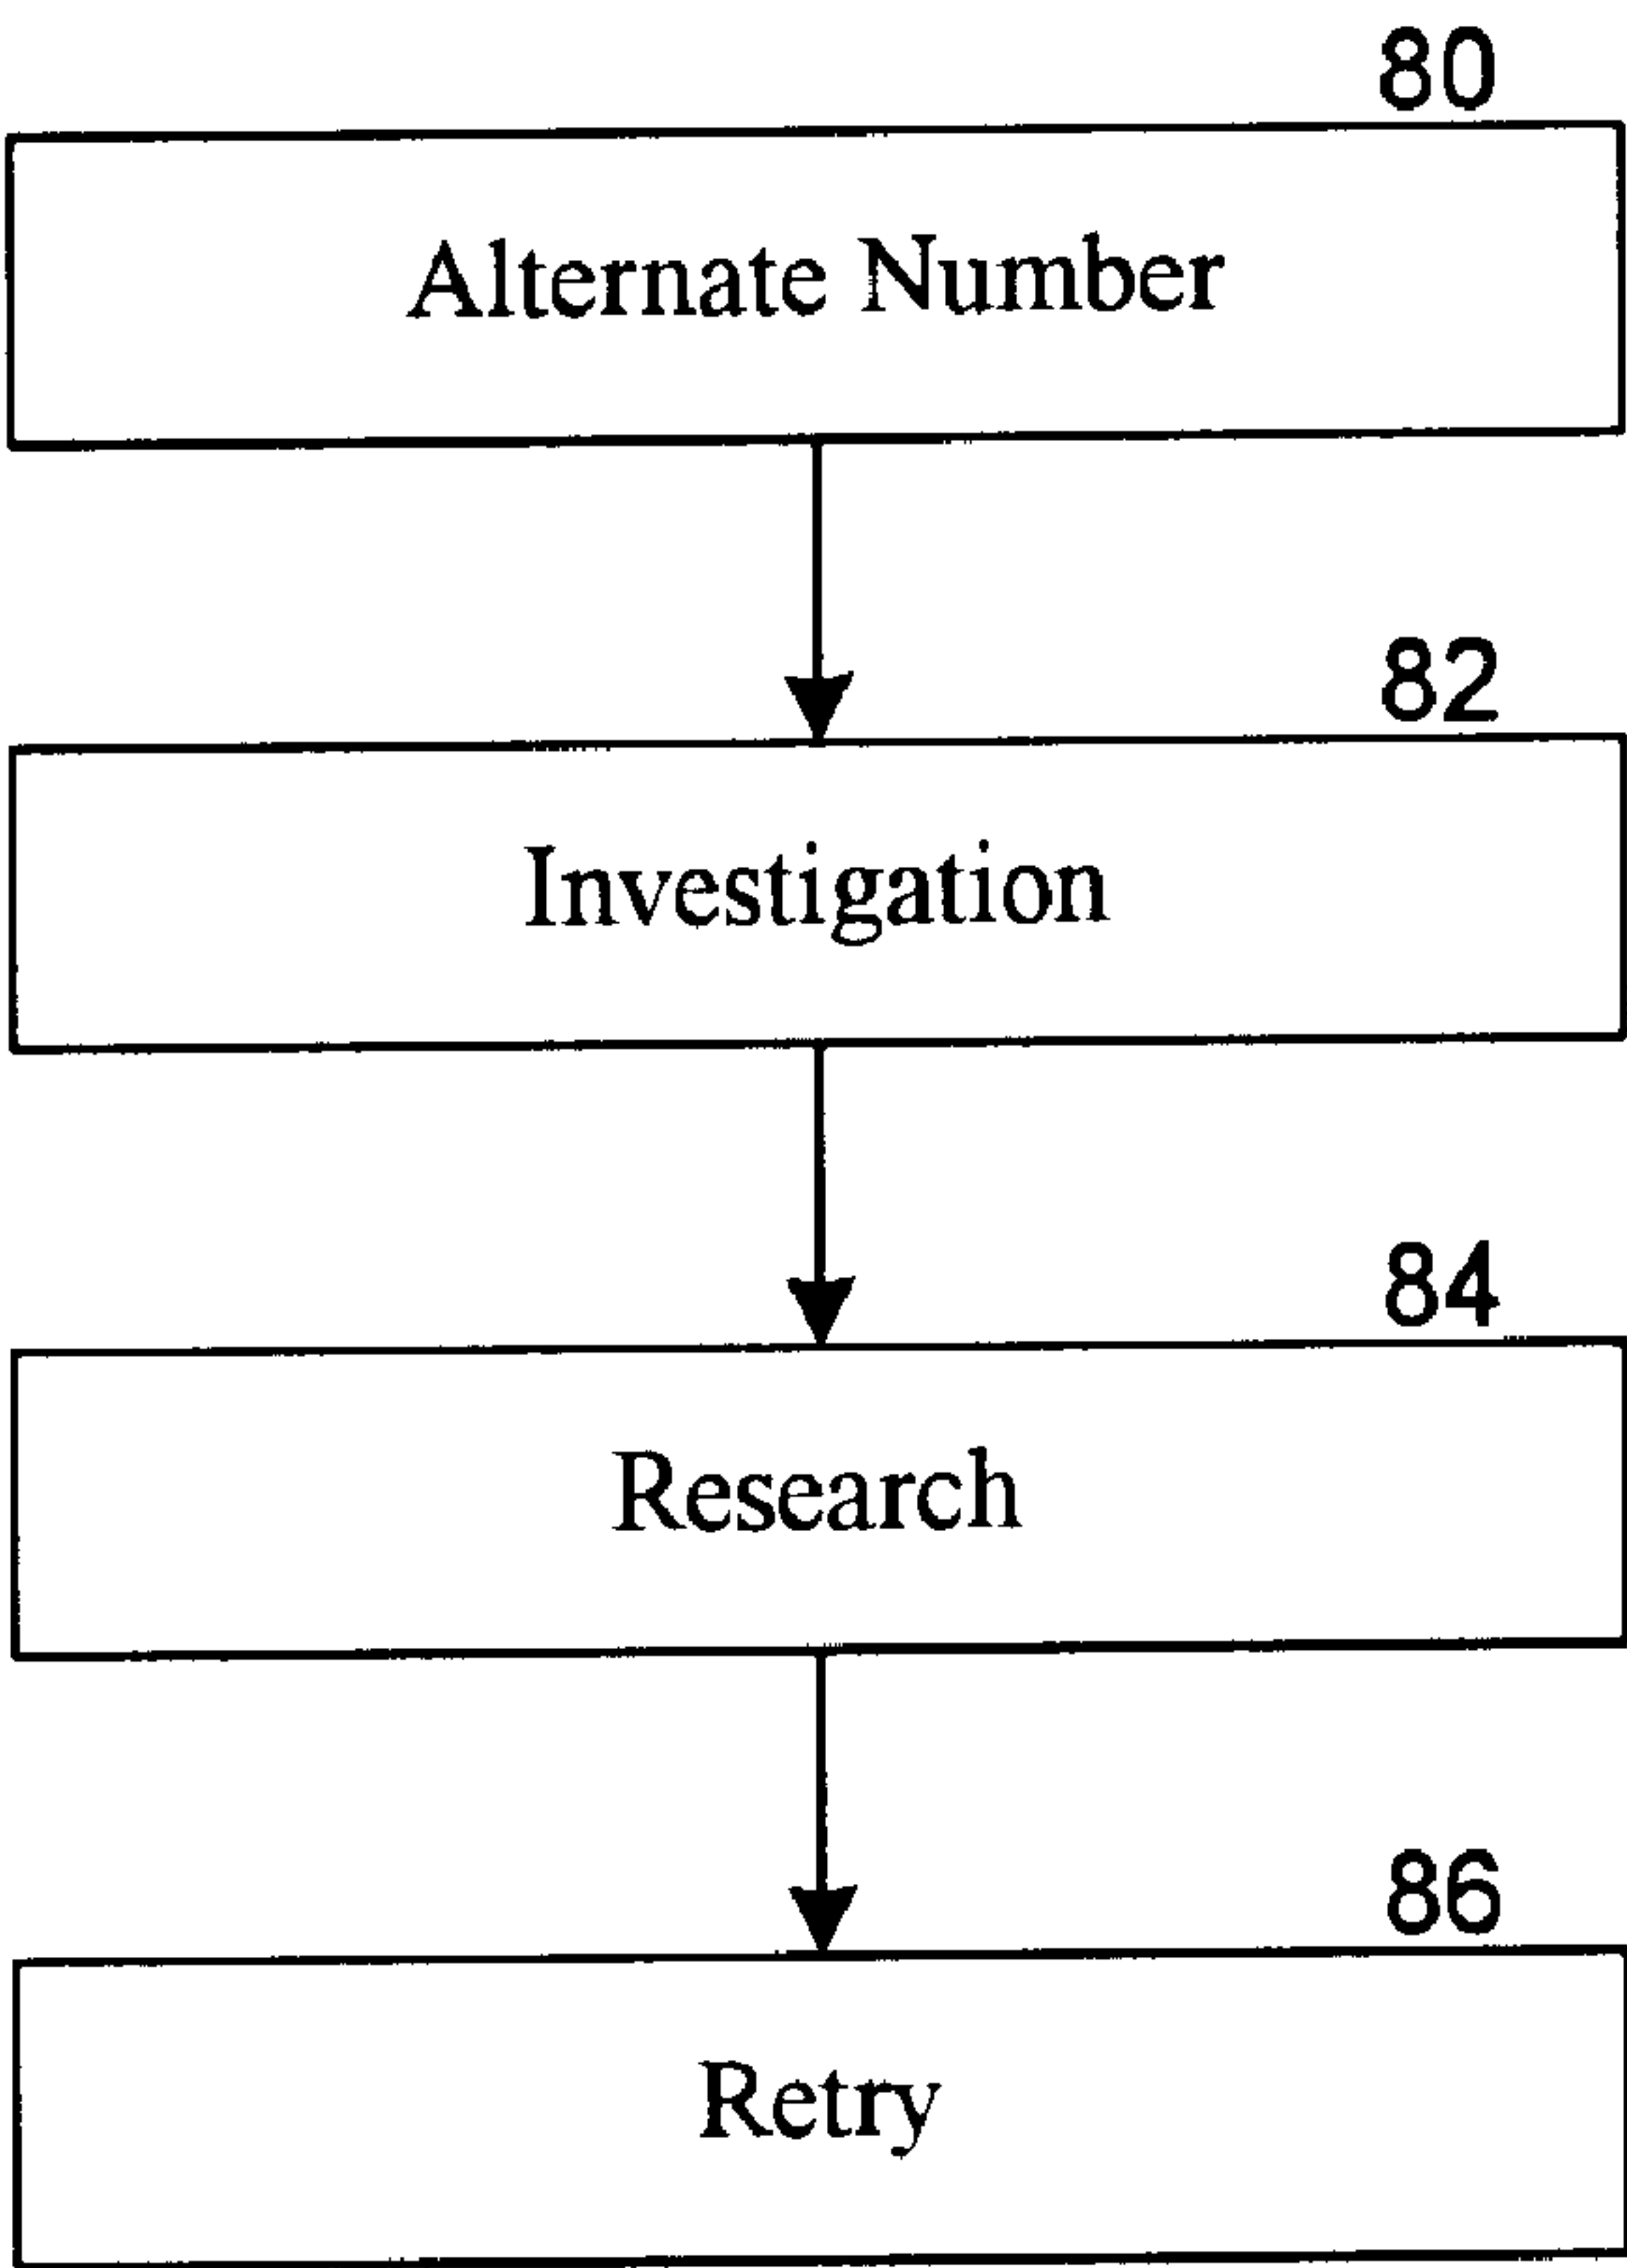 80
Alternate Number
82
Investigation
84
Research
86
Retry